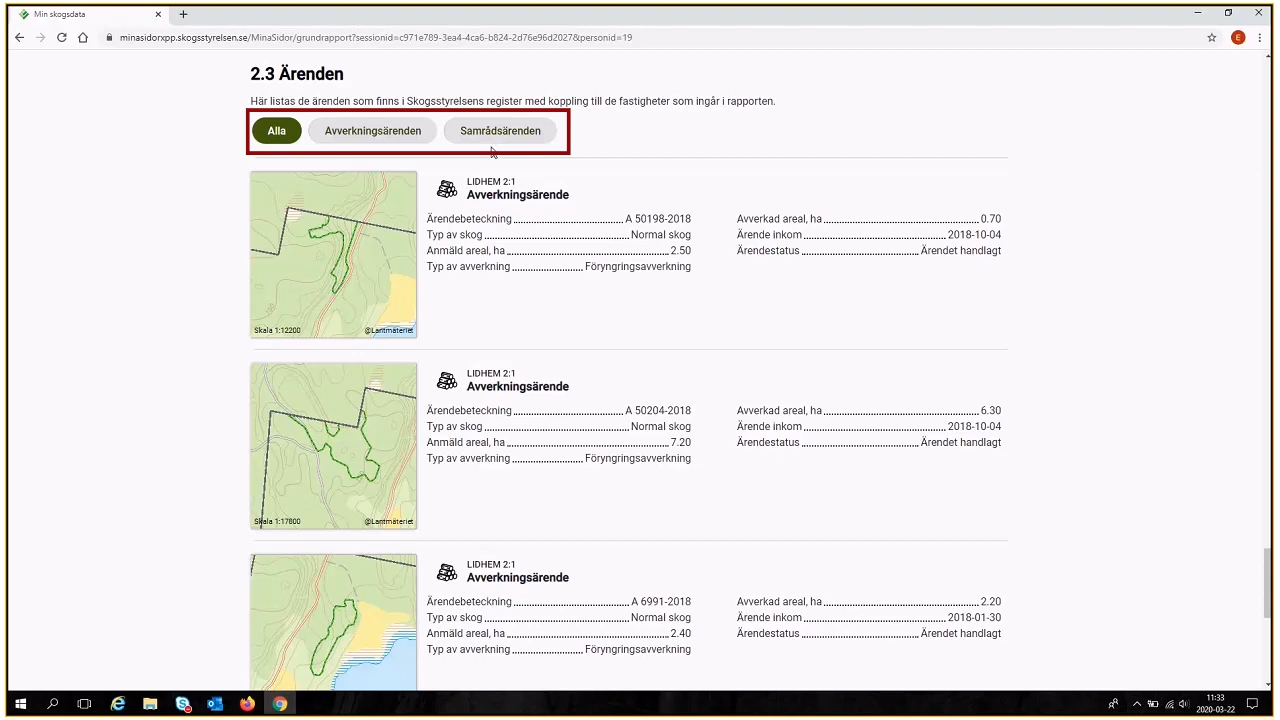 Min skogsdata
minasidorxpp.skogsstyrelsen.se/MinaSidor/grundrapport?sessionid=c971e789-3ea4-4ca6-b824-2d76e96d2027&personid=19
E
2.3 Ärenden
Här listas de ärenden som finns i Skogsstyrelsens register med koppling till de fastigheter som ingår i rapporten.
Alla Avverkningsärenden Samrådsärenden
LIDHEM 2:1
Avverkningsärende
Ärendebeteckning A 50198-2018 Avverkad areal, ha 0.70
Typ av skog Normal skog Ärende inkom 2018-10-04
Anmäld areal, ha 2.50 Ärendestatus Ärendet handlagt
Typ av avverkning Föryngringsavverkning
Skala 1:12200 @Lantmäteriet
LIDHEM 2:1
Avverkningsärende
Ärendebeteckning A 50204-2018 Avverkad areal, ha 6.30
Typ av skog Normal skog Ärende inkom 2018-10-04
Anmäld areal, ha 7.20 Ärendestatus Ärendet handlagt
Typ av avverkning Föryngringsavverkning
Skala 1:17800 @Lantmäteriet
LIDHEM 2:1
Avverkningsärende
Ärendebeteckning A 6991-2018 Avverkad areal, ha 2.20
Typ av skog Normal skog Ärende inkom 2018-01-30
Anmäld areal, ha 2.40 Ärendestatus Ärendet handlagt
Typ av avverkning Föryngringsavverkning
11:33
2020-03-22